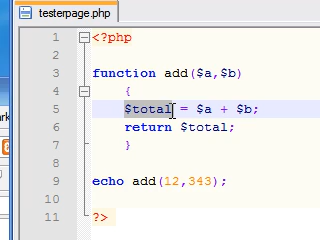 testerpage.php
1 <?php
2
3 function add($a,$b)
4 {
5 $total = $a + $b;
6 return $total;
7 }
8
9 echo add(12,343);
10
11 ?>
ark